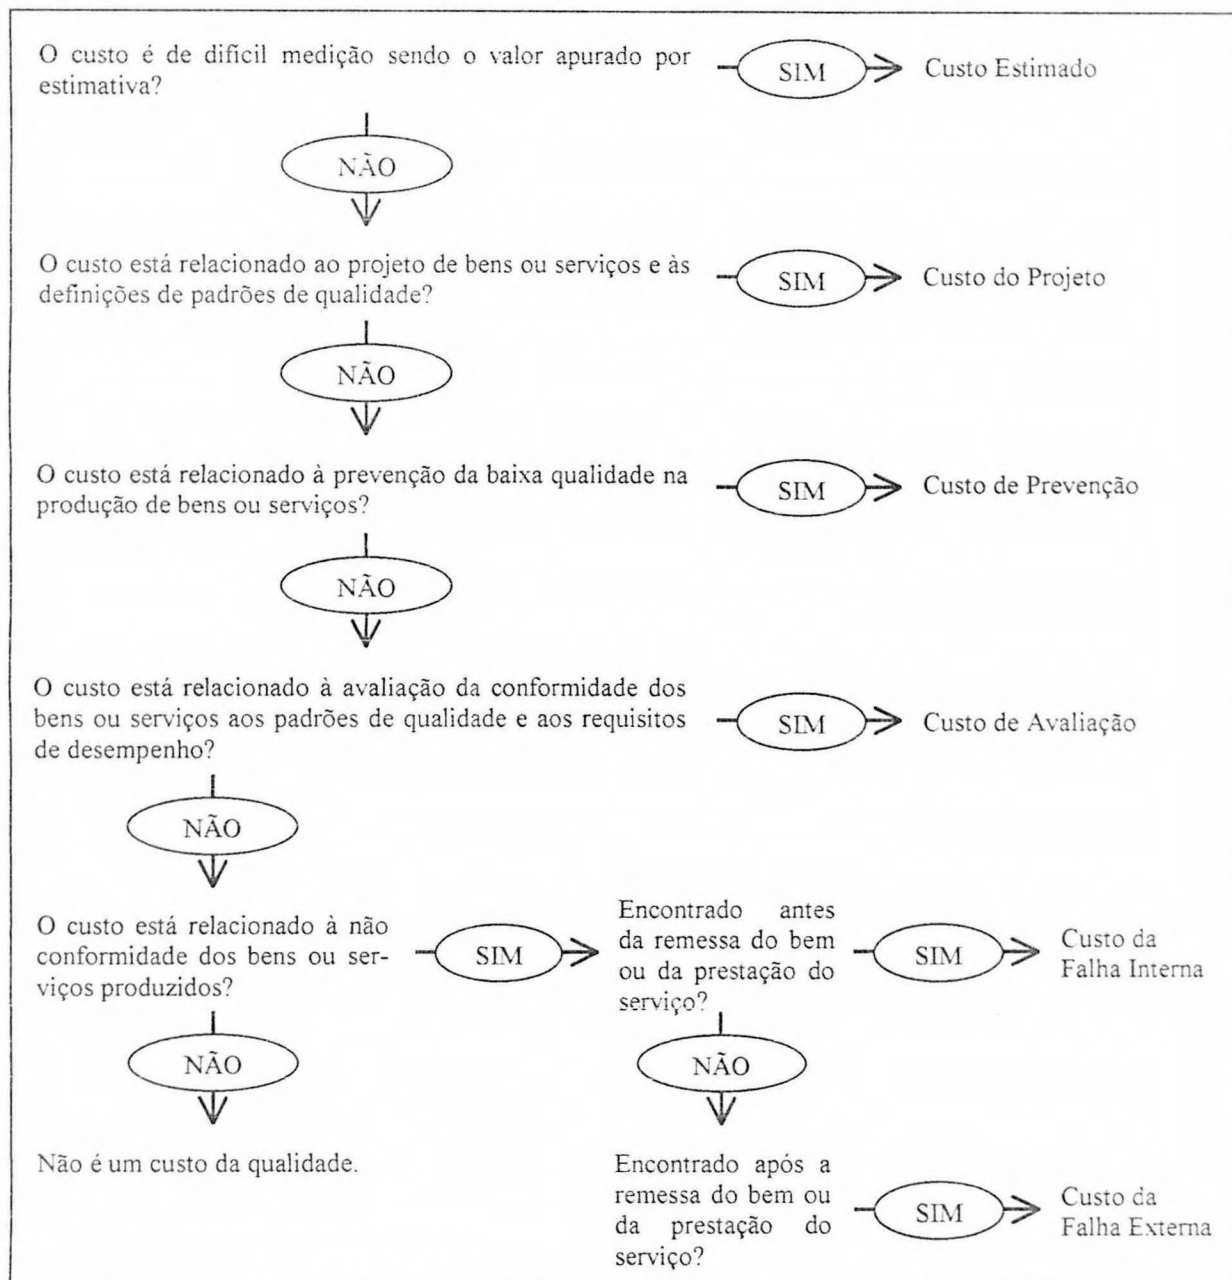 O custo é de difícil medição sendo o valor apurado por
estimativa?
SIM
Custo Estimado
NÃO
O custo está relacionado ao projeto de bens ou serviços e às
definições de padrões de qualidade?
SIM
Custo do Projeto
NÃO
O custo está relacionado à prevenção da baixa qualidade na
produção de bens ou serviços?
SIM
Custo de Prevenção
NÃO
O custo está relacionado à avaliação da conformidade dos
bens ou serviços aos padrões de qualidade e aos requisitos
de desempenho?
SIM
Custo de Avaliação
NÃO
O custo está relacionado à não
conformidade dos bens ou ser-
viços produzidos?
SIM
Encontrado antes
da remessa do bem
ou da prestação do
serviço?
SIM
Custo da
Falha Interna
NÃO
NÃO
Não é um custo da qualidade.
Encontrado após a
remessa do bem ou
da prestação do
serviço?
SIM
Custo da
Falha Externa